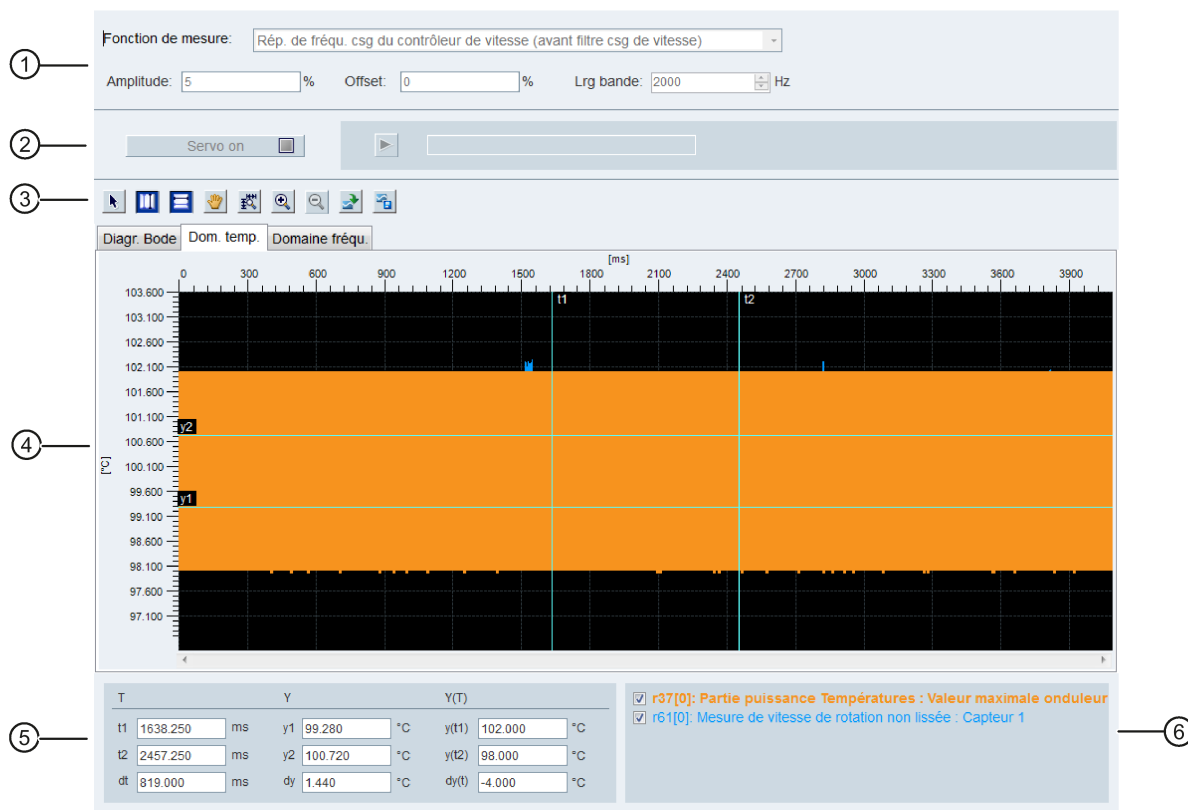 Fonction de mesure: Rép. de fréqu. csg du contrôleur de vitesse (avant filtre csg de vitesse)
1
Amplitude: 5 % Offset: 0 % Lrg bande: 2000 Hz
2 Servo on
3
Diagr. Bode Dom. temp. Domaine fréqu.
[ms]
0 300 600 900 1200 1500 1800 2100 2400 2700 3000 3300 3600 3900
103.600 t1 t2
103.100
102.600
102.100
101.600
101.100
y2
4 100.600
[°C] 100.100
99.600
y1
99.100
98.600
98.100
97.600
97.100
T Y Y(T)
t1 1638.250 ms y1 99.280 °C y(t1) 102.000 °C
t2 2457.250 ms y2 100.720 °C y(t2) 98.000 °C
dt 819.000 ms dy 1.440 °C dy(t) -4.000 °C
5
r37[0]: Partie puissance Températures : Valeur maximale onduleur
r61[0]: Mesure de vitesse de rotation non lissée : Capteur 1
6